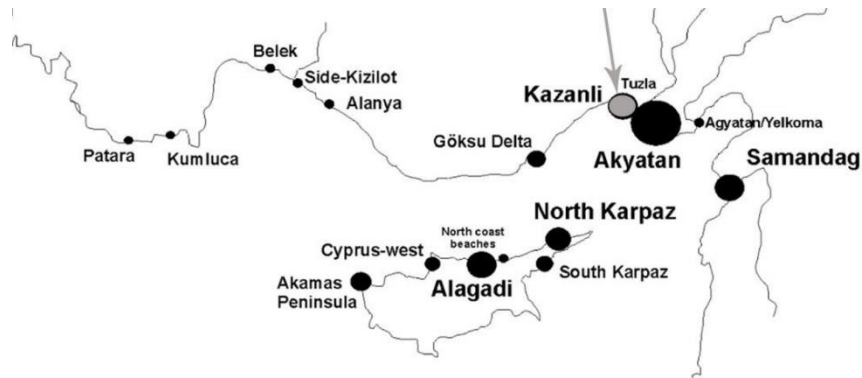 Belek
Side-Kizilot
Alanya
Kazanli
Tuzla
Agyatan/Yelkoma
Patara
Kumluca
Göksu Delta
Akyatan
Samandag
North Karpaz
North coast
beaches
Cyprus-west
South Karpaz
Akamas
Peninsula
Alagadi